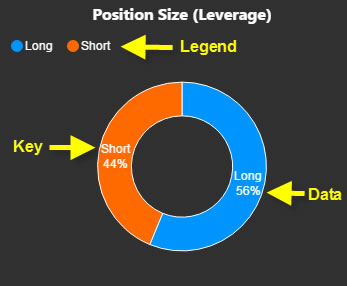 Position Size (Leverage)
Long Short Legend
Key
Short
44%
Long
56%
Data